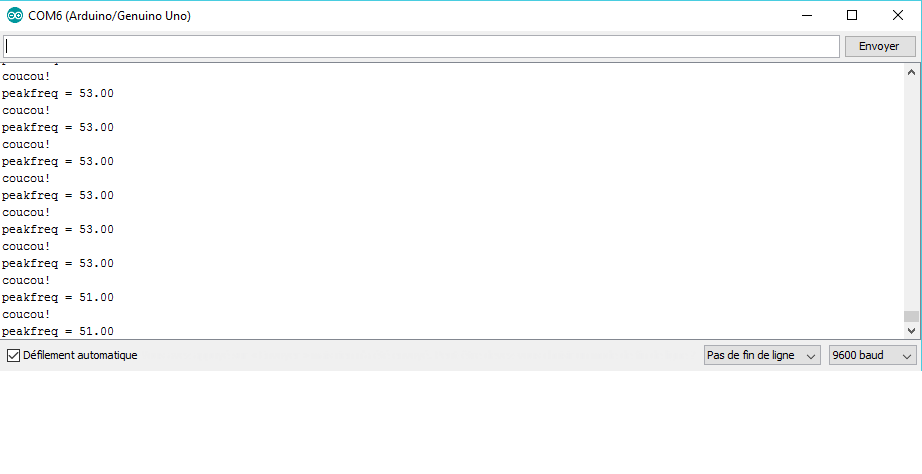 COM6 (Arduino/Genuino Uno)
Envoyer
coucou!
peakfreq = 53.00
coucou!
peakfreq = 53.00
coucou!
peakfreq = 53.00
coucou!
peakfreq = 53.00
coucou!
peakfreq = 53.00
coucou!
peakfreq = 53.00
coucou!
peakfreq = 51.00
coucou!
peakfreq = 51.00
Défilement automatique
Pas de fin de ligne
9600 baud